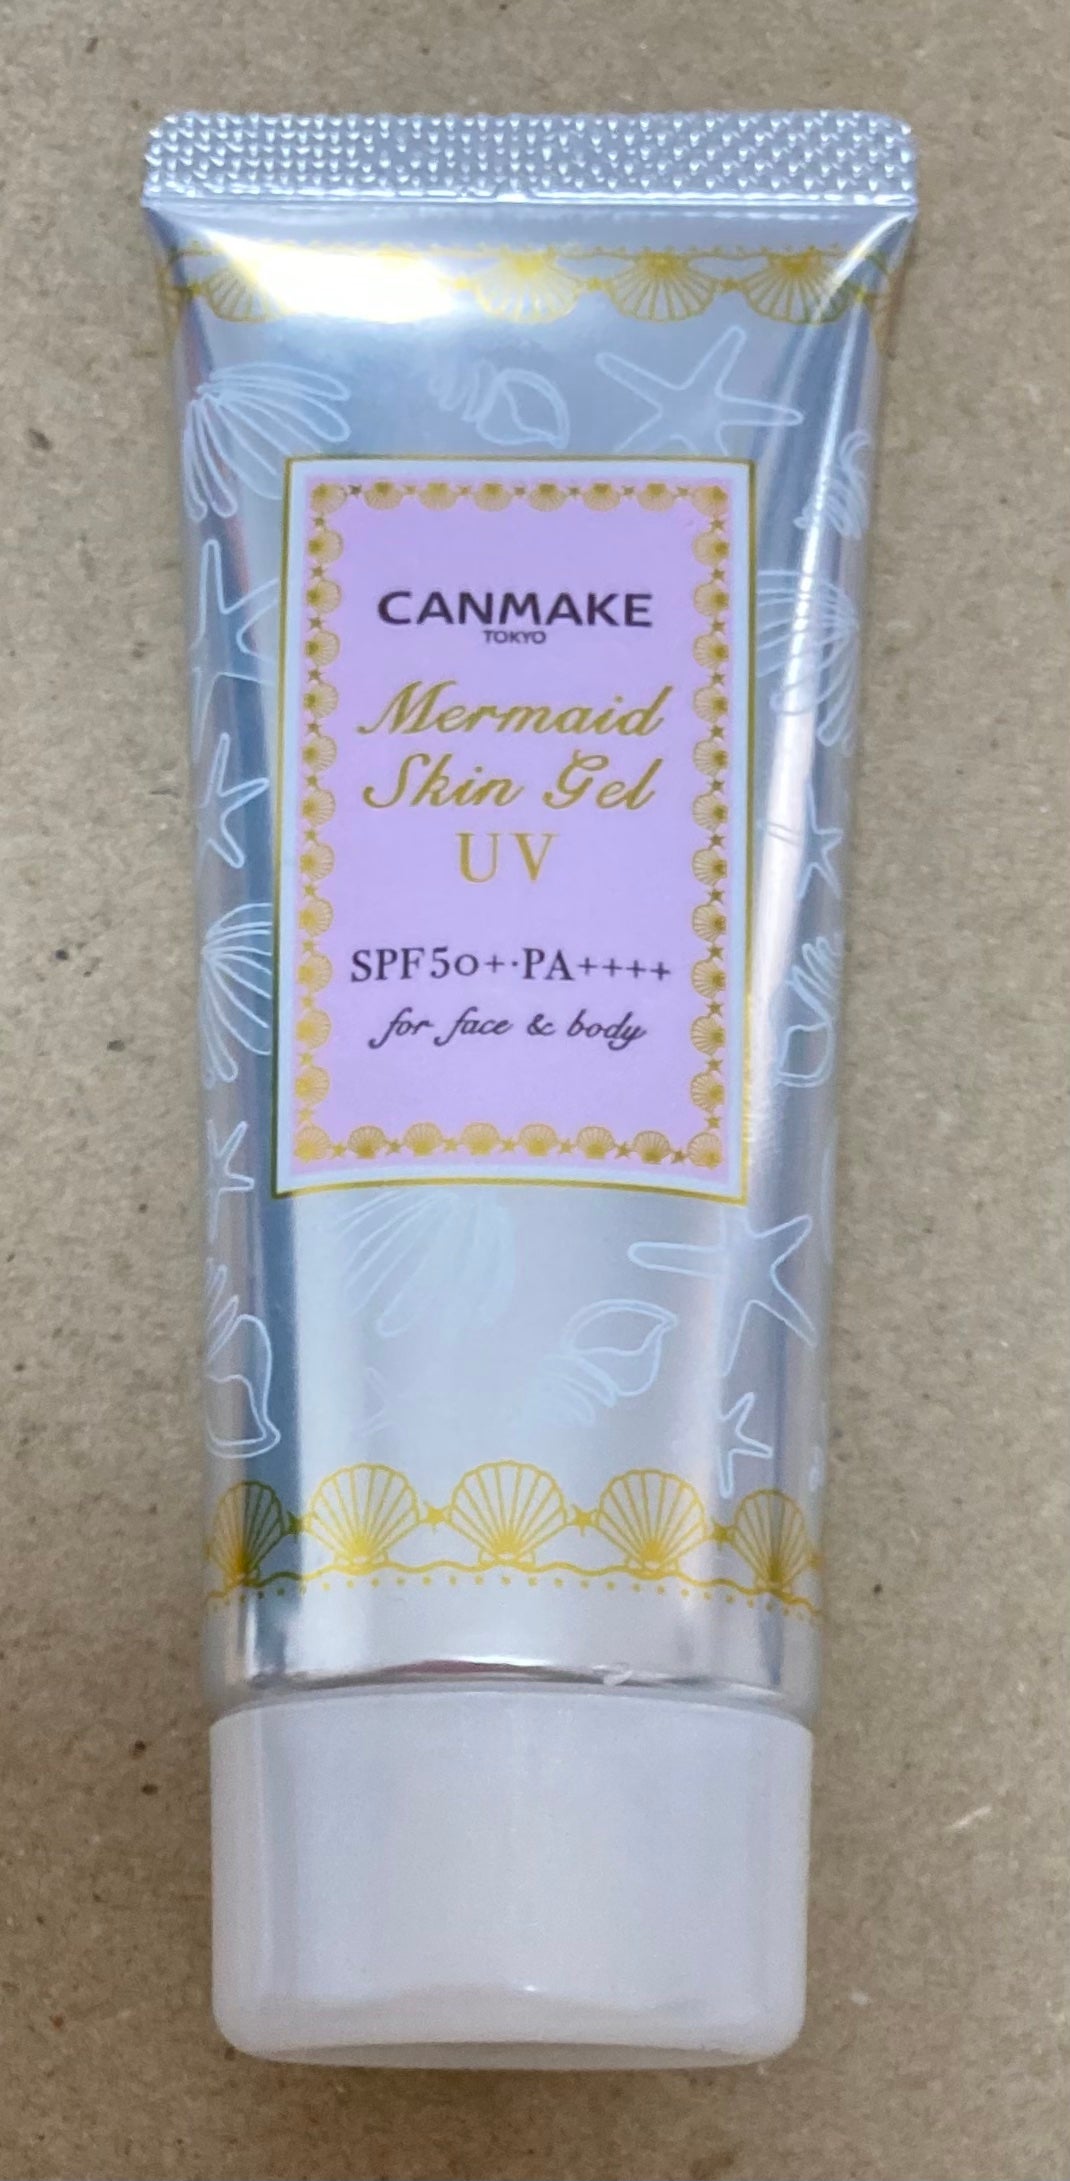 CANMAKE
TOKYO
Mermaid
Skin Gel
UV
SPF50+·PA++++
for face & body